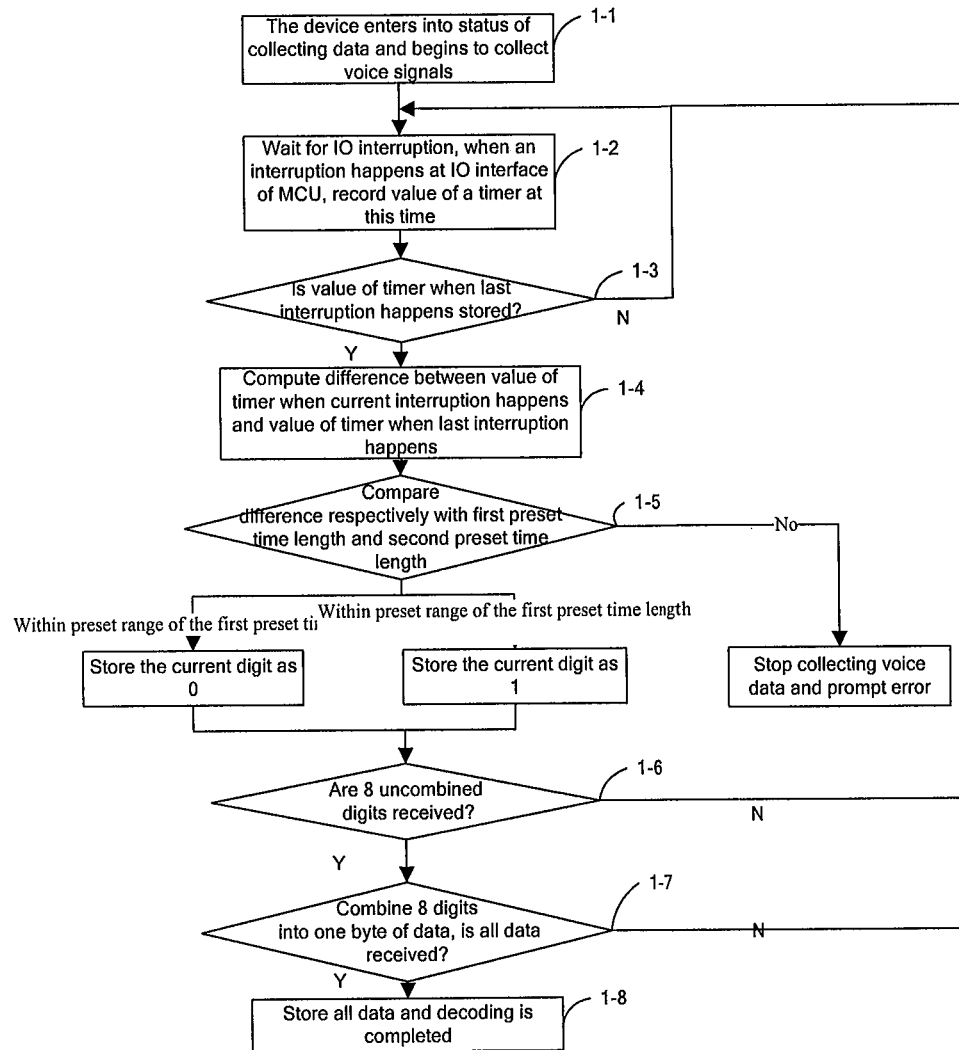 The device enters into status of
collecting data and begins to collect
voice signals
1-1
Wait for IO interruption, when an
interruption happens at IO interface
of MCU, record value of a timer at
this time
1-2
Is value of timer when last
interruption happens stored?
1-3
N
Y
Compute difference between value of
timer when current interruption happens
and value of timer when last interruption
happens
1-4
Compare
difference respectively with first preset
time length and second preset time
length
1-5
No
Within preset range of the first preset ti
Within preset range of the first preset time length
Store the current digit as
0
Store the current digit as
1
Stop collecting voice
data and prompt error
Are 8 uncombined
digits received?
1-6
N
Y
Combine 8 digits
into one byte of data, is all data
received?
1-7
N
Y
Store all data and decoding is
completed
1-8